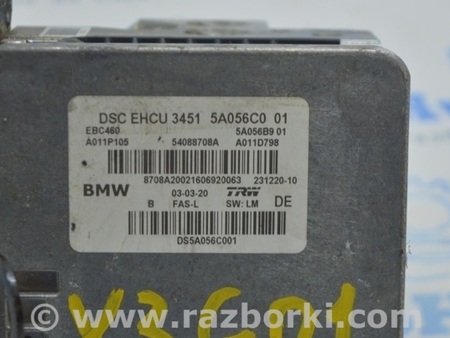 DSC EHCU 3451 5A056C0 01
EBC460 5A056B9 01
A011P105 54088708A A011D798
8708A20021606920063 231220-10
BMW 03-03-20 TRW
B FAS-L SW: LM DE
DS5A056C001
X3 G01
www.razborki.com